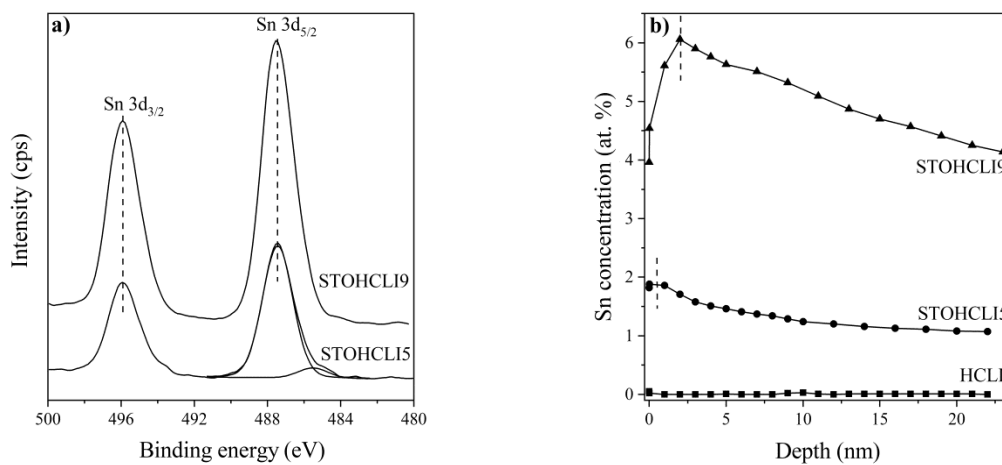 a)
Sn 3d5/2
Sn 3d3/2
STOHCLI9
STOHCLI5
Intensity (cps)
500 496 492 488 484 480
Binding energy (eV)
b)
6
5
4
3
2
1
0
Sn concentration (at. %)
STOHCLI9
STOHCLI5
HCLI
0 5 10 15 20
Depth (nm)